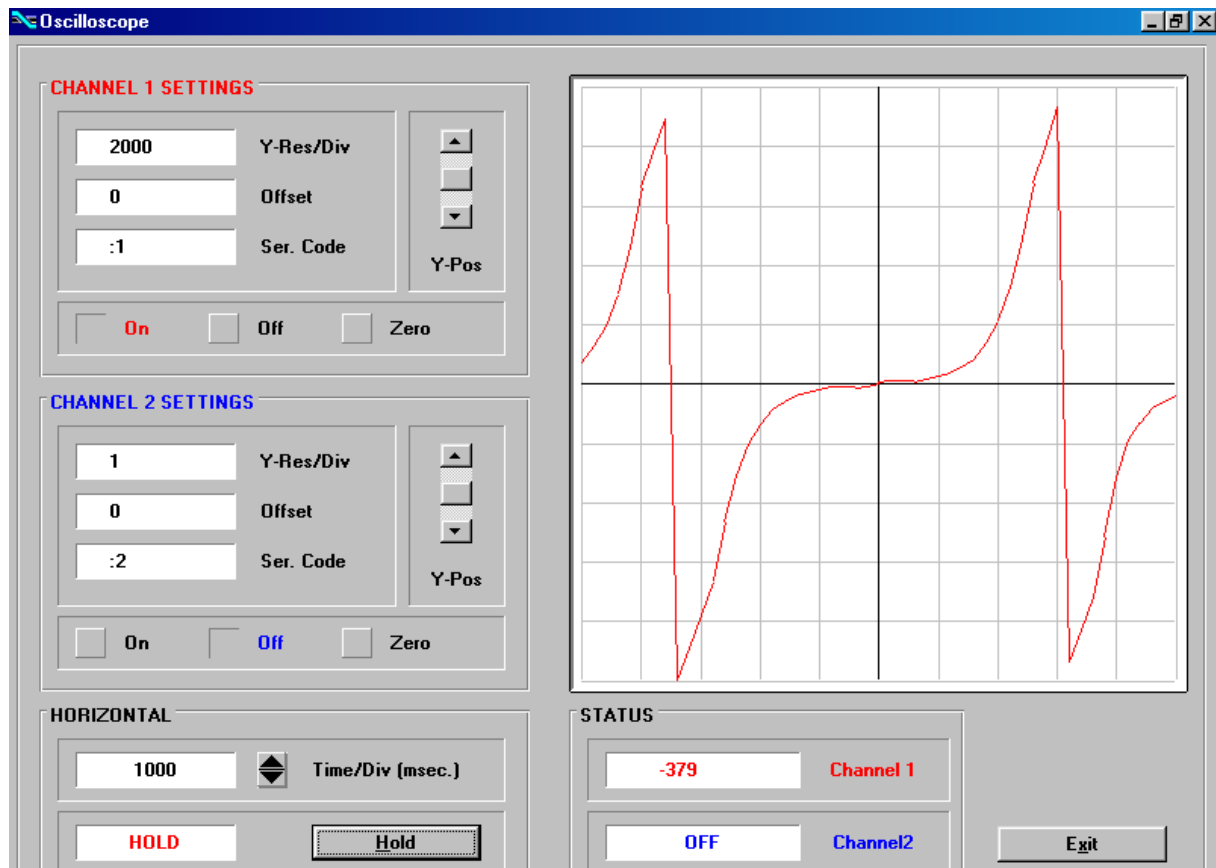 Oscilloscope
CHANNEL 1 SETTINGS
2000 Y-Res/Div
0 Offset
:1 Ser. Code
Y-Pos
On Off Zero
CHANNEL 2 SETTINGS
1 Y-Res/Div
0 Offset
:2 Ser. Code
Y-Pos
On Off Zero
HORIZONTAL
1000 Time/Div (msec.)
HOLD Hold
STATUS
-379 Channel 1
OFF Channel2
Exit